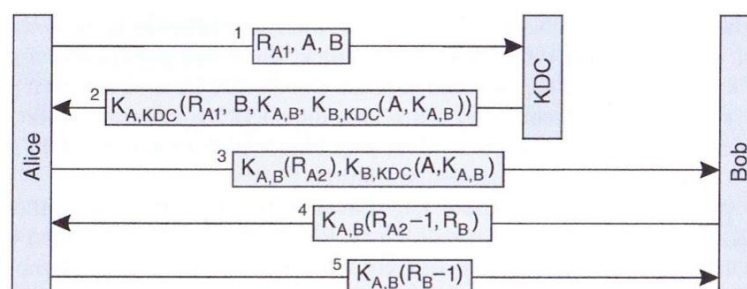 1 R_A1, A, B
KDC
2 K_A,KDC(R_A1, B,K_A,B, K_B,KDC(A,K_A,B))
Alice
3 K_A,B(R_A2),K_B,KDC(A,K_A,B)
Bob
4 K_A,B(R_A2−1,R_B)
5 K_A,B(R_B−1)